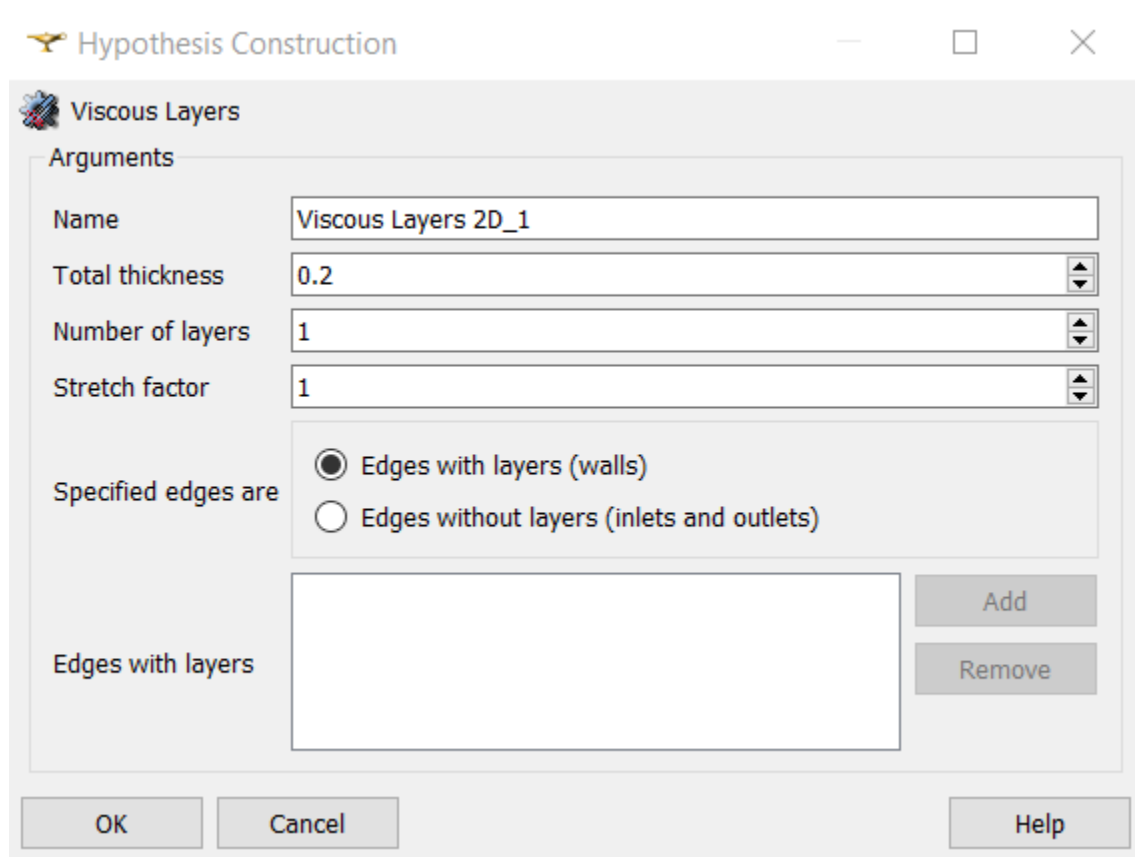 Hypothesis Construction
Viscous Layers
Arguments
Name Viscous Layers 2D_1
Total thickness 0.2
Number of layers 1
Stretch factor 1
Specified edges are
Edges with layers (walls)
Edges without layers (inlets and outlets)
Edges with layers
Add
Remove
OK Cancel Help